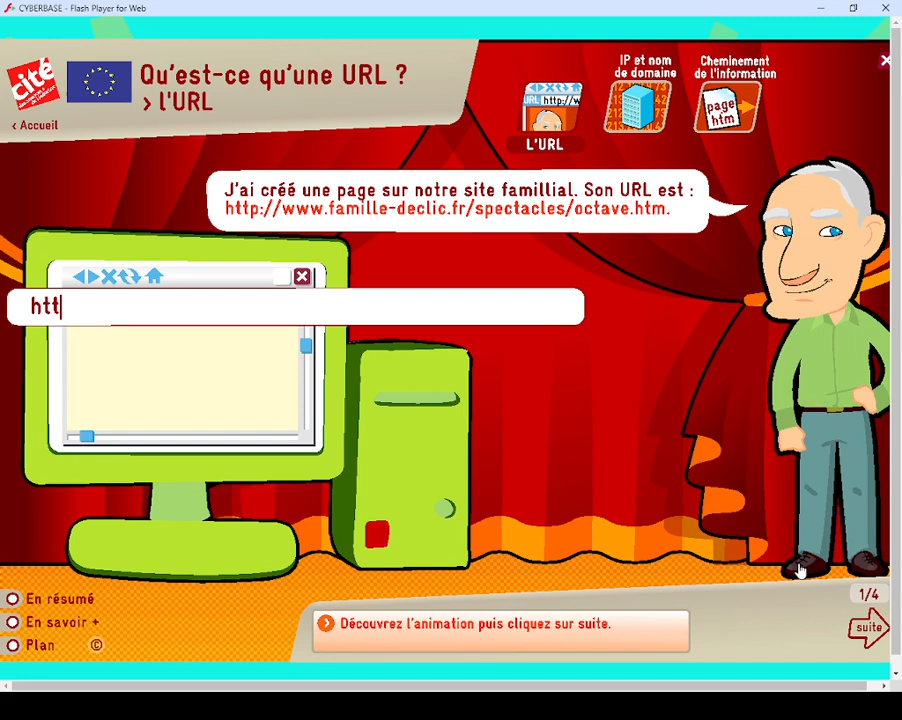 CYBERBASE - Flash Player for Web
cité
Qu'est-ce qu'une URL ?
› l'URL
‹ Accueil
URL http://w
L'URL
IP et nom
de domaine
Cheminement
de l'information
page
htm
J'ai créé une page sur notre site famillial. Son URL est :
http://www.famille-declic.fr/spectacles/octave.htm.
htt
En résumé
En savoir +
Plan ©
Découvrez l'animation puis cliquez sur suite.
1/4
suite